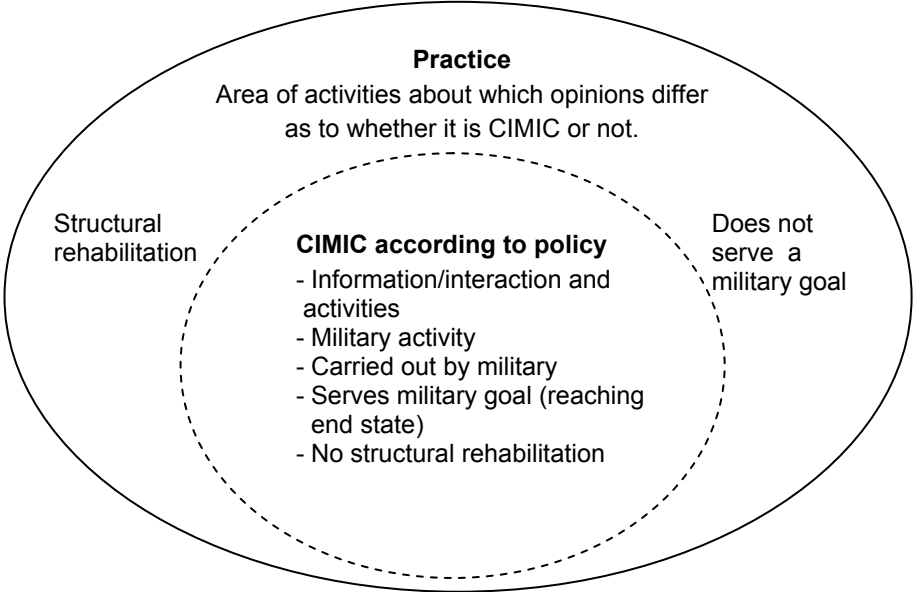 Practice
Area of activities about which opinions differ
as to whether it is CIMIC or not.
Structural
rehabilitation
CIMIC according to policy
- Information/interaction and
activities
- Military activity
- Carried out by military
- Serves military goal (reaching
end state)
- No structural rehabilitation
Does not
serve a
military goal